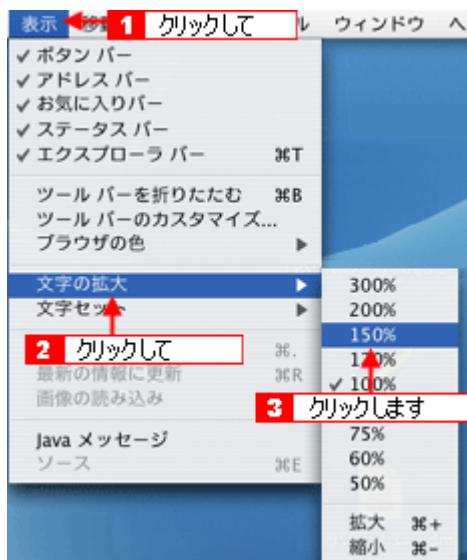 表示 1 クリックして ル ウィンドウ ヘ
✓ ボタン バー
✓ アドレス バー
✓ お気に入りバー
✓ ステータス バー
✓ エクスプローラ バー ⌘T
ツール バーを折りたたむ ⌘B
ツール バーのカスタマイズ...
ブラウザの色
文字の拡大
文字セット
2 クリックして ⌘.
最新の情報に更新 ⌘R
画像の読み込み
Java メッセージ
ソース ⌘E
300%
200%
150%
120%
✓ 100%
3 クリックします
75%
60%
50%
拡大 ⌘+
縮小 ⌘-